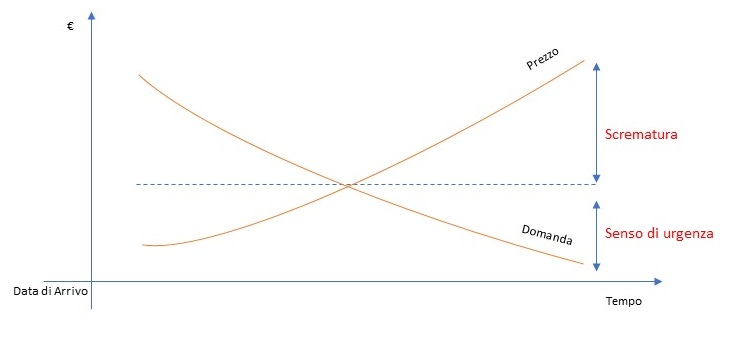 €
Prezzo
Scrematura
Domanda
Senso di urgenza
Data di Arrivo
Tempo